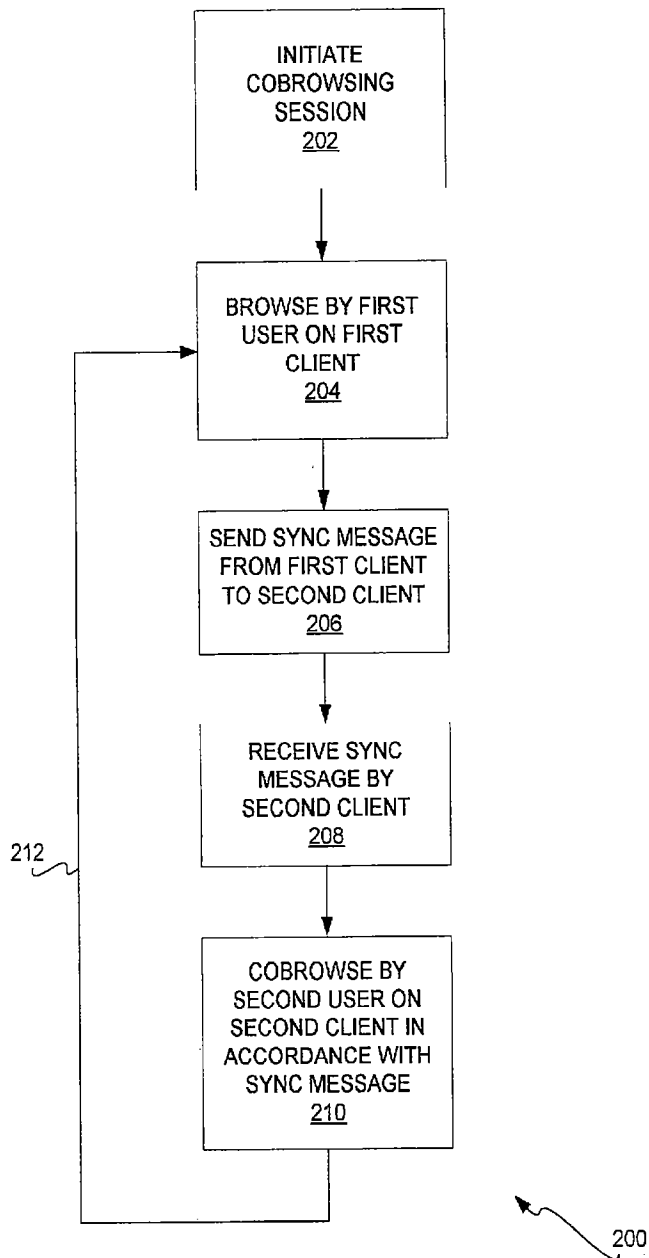 INITIATE
COBROWSING
SESSION
202
BROWSE BY FIRST
USER ON FIRST
CLIENT
204
SEND SYNC MESSAGE
FROM FIRST CLIENT
TO SECOND CLIENT
206
RECEIVE SYNC
MESSAGE BY
SECOND CLIENT
208
212
COBROWSE BY
SECOND USER ON
SECOND CLIENT IN
ACCORDANCE WITH
SYNC MESSAGE
210
200